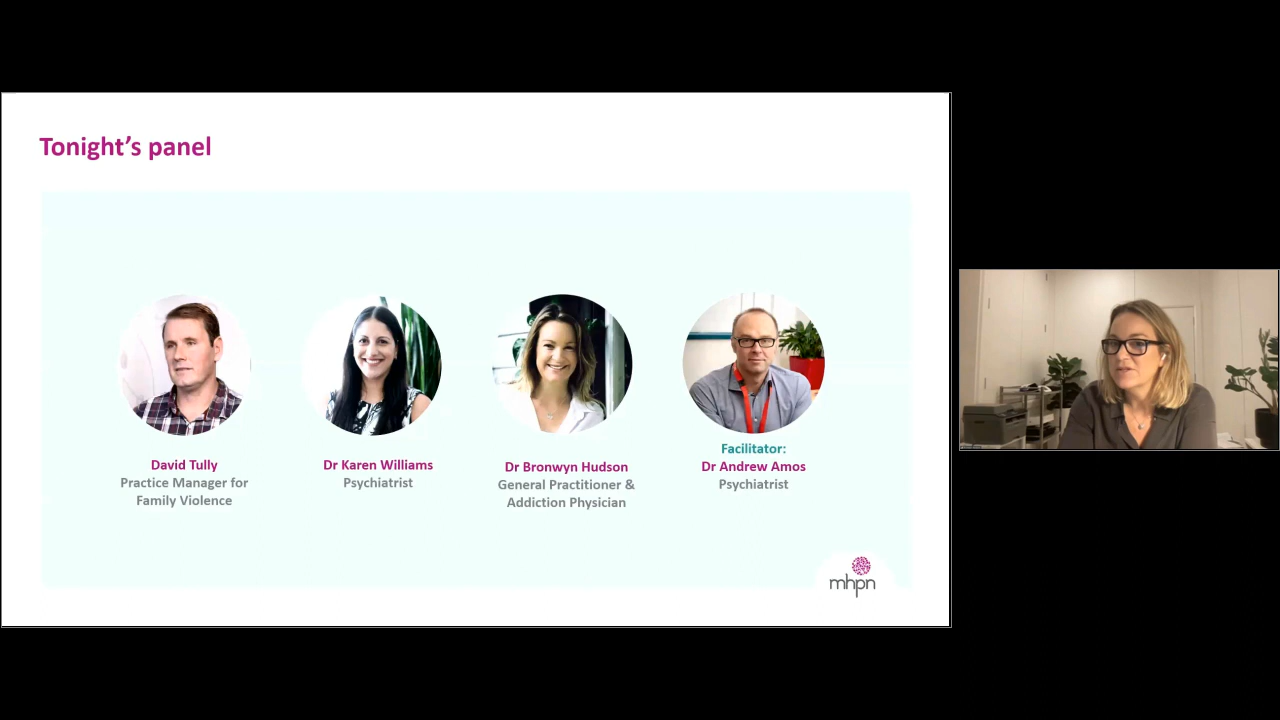 Tonight’s panel
David Tully
Practice Manager for
Family Violence
Dr Karen Williams
Psychiatrist
Dr Bronwyn Hudson
General Practitioner &
Addiction Physician
Facilitator:
Dr Andrew Amos
Psychiatrist
mhpn